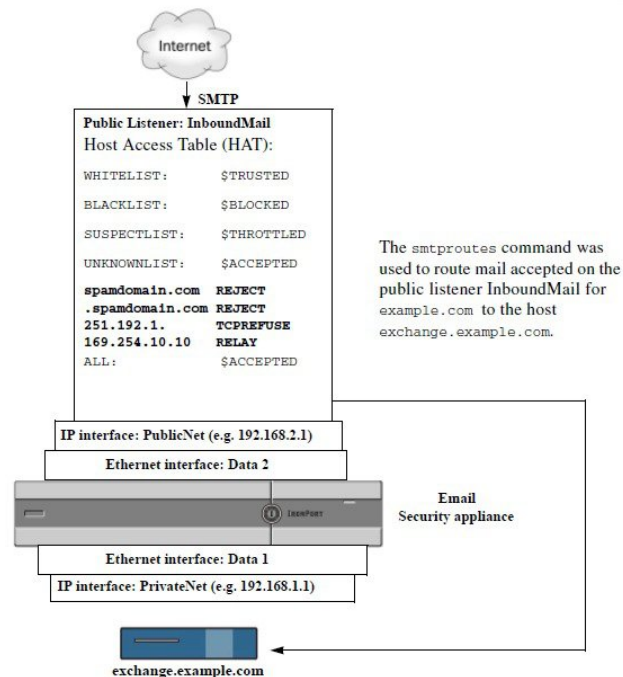 Internet
SMTP
Public Listener: InboundMail
Host Access Table (HAT):
WHITELIST: $TRUSTED
BLACKLIST: $BLOCKED
SUSPECTLIST: $THROTTLED
UNKNOWNLIST: $ACCEPTED
spamdomain.com REJECT
.spamdomain.com REJECT
251.192.1. TCPREFUSE
169.254.10.10 RELAY
ALL: $ACCEPTED
The smtproutes command was
used to route mail accepted on the
public listener InboundMail for
example.com to the host
exchange.example.com.
IP interface: PublicNet (e.g. 192.168.2.1)
Ethernet interface: Data 2
IRONPORT
Email
Security appliance
Ethernet interface: Data 1
IP interface: PrivateNet (e.g. 192.168.1.1)
exchange.example.com